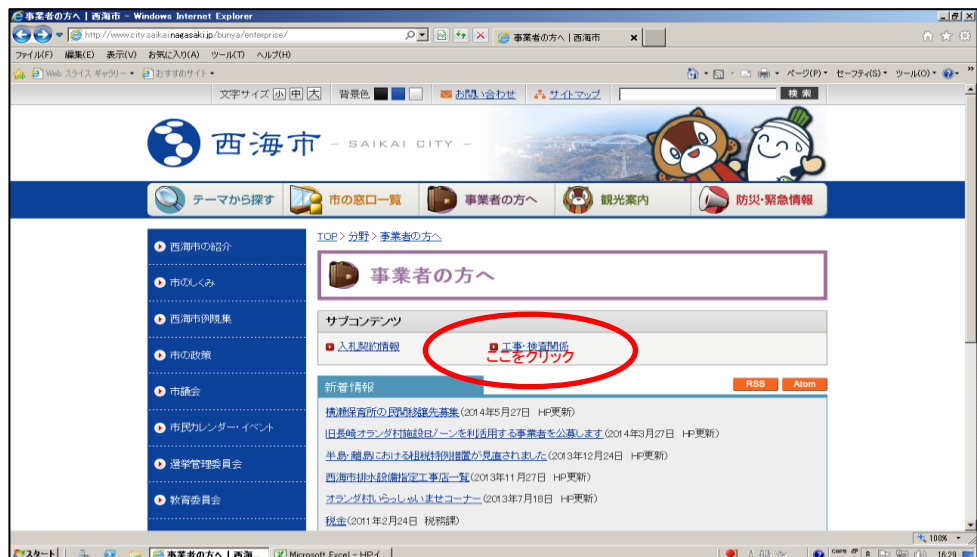 事業者の方へ | 西海市 - Windows Internet Explorer
http://www.city.saikai.nagasaki.jp/bunya/enterprise/
事業者の方へ | 西海市
ファイル(F) 編集(E) 表示(V) お気に入り(A) ツール(T) ヘルプ(H)
Web スライス ギャラリー おすすめサイト
ページ(P) セーフティ(S) ツール(O)
文字サイズ 小 中 大 背景色 お問い合わせ サイトマップ 検索
西海市 - SAIKAI CITY -
テーマから探す 市の窓口一覧 事業者の方へ 観光案内 防災・緊急情報
西海市の紹介
市のしくみ
西海市例規集
市の政策
市議会
市民カレンダー・イベント
選挙管理委員会
教育委員会
TOP > 分野 > 事業者の方へ
事業者の方へ
サブコンテンツ
入札契約情報 工事・検査関係
ここをクリック
新着情報 RSS Atom
横瀬保育所の民間移譲先募集(2014年5月27日 HP更新)
旧長崎オランダ村施設Bゾーンを利活用する事業者を公募します(2014年3月27日 HP更新)
半島・離島における租税特例措置が見直されました(2013年12月24日 HP更新)
西海市排水設備指定工事店一覧(2013年11月27日 HP更新)
オランダ村いらっしゃいませコーナー(2013年7月18日 HP更新)
税金(2011年2月24日 税務課)
100%
スタート 事業者の方へ | 西海... Microsoft Excel - HPイ... 16:29